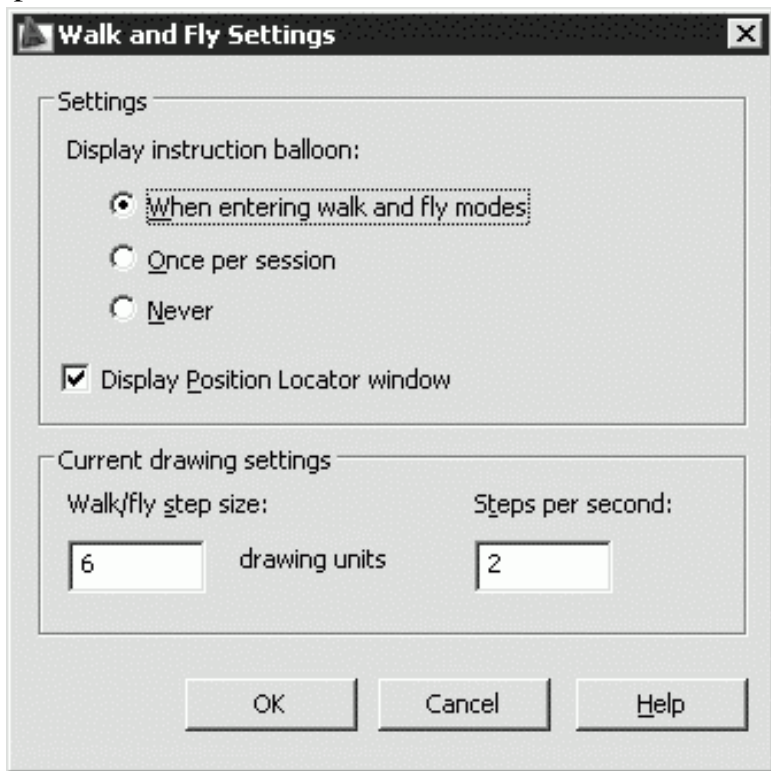 Walk and Fly Settings
Settings
Display instruction balloon:
When entering walk and fly modes
Once per session
Never
Display Position Locator window
Current drawing settings
Walk/fly step size: Steps per second:
6 drawing units 2
OK Cancel Help